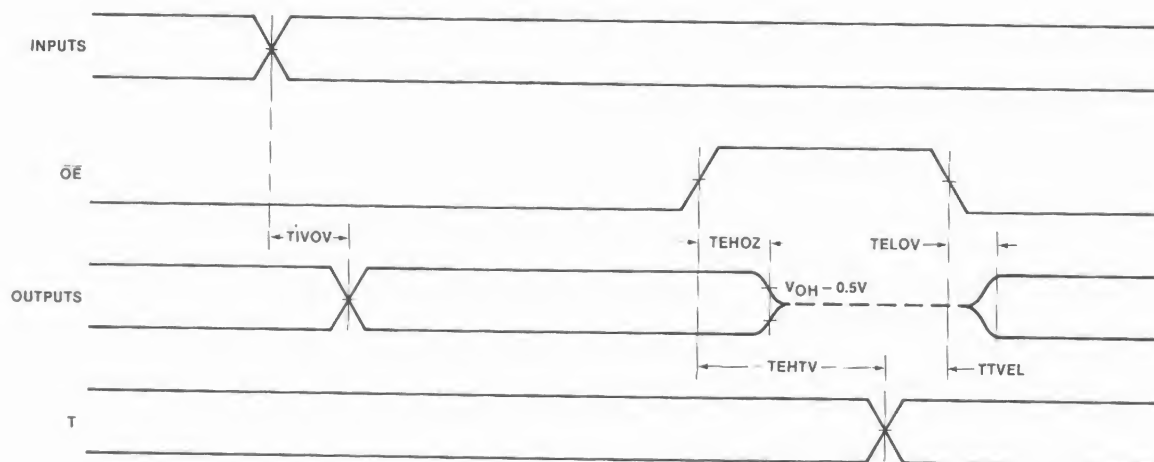 INPUTS
OE
TIVOV
TEHOZ
TELOV
OUTPUTS
VOH – 0.5V
TEHTV
TTVEL
T